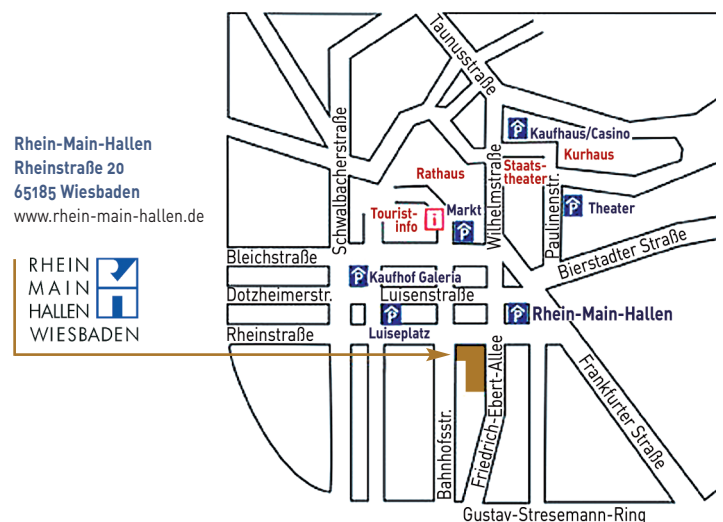 Rhein-Main-Hallen
Rheinstraße 20
65185 Wiesbaden
www.rhein-main-hallen.de
RHEIN
MAIN
HALLEN
WIESBADEN
Taunusstraße
Kaufhaus/Casino
Kurhaus
Staats-
theater
Rathaus
Schwalbacherstraße
Wilhelmstraße
Paulinenstr.
Tourist-
info
i
Markt
Theater
Bierstadter Straße
Bleichstraße
Kaufhof Galeria
Dotzheimerstr.
Luisenstraße
Rhein-Main-Hallen
Rheinstraße
Luiseplatz
Bahnhofsstr.
Friedrich-Ebert-Allee
Frankfurter Straße
Gustav-Stresemann-Ring
P
P
P
P
P
P